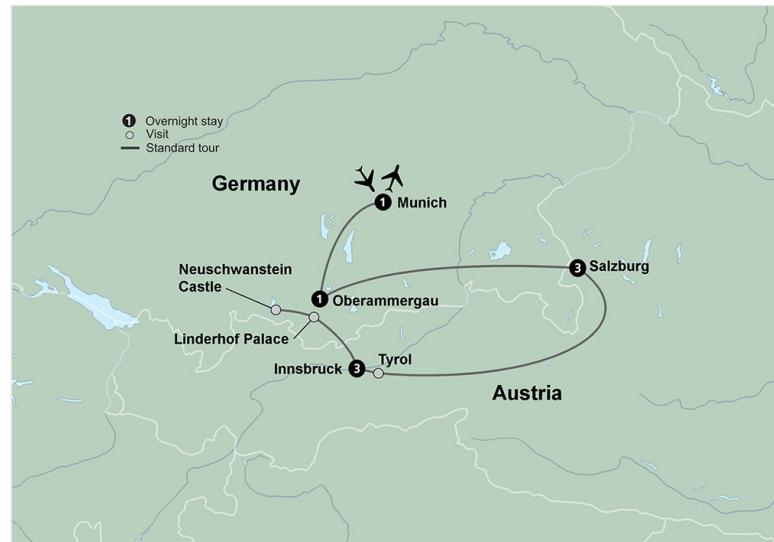 1 Overnight stay
Visit
Standard tour
Germany
1 Munich
Neuschwanstein
Castle
3 Salzburg
1 Oberammergau
Linderhof Palace
Tyrol
Innsbruck 3
Austria